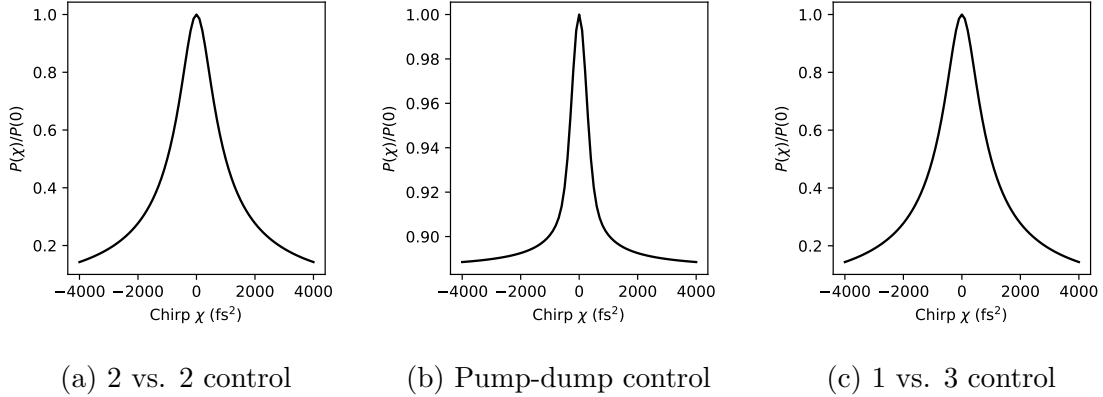 1.0
0.8
0.6
0.4
0.2
P(χ)/P(0)
−4000 −2000 0 2000 4000
Chirp χ (fs²)
(a) 2 vs. 2 control
1.00
0.98
0.96
0.94
0.92
0.90
P(χ)/P(0)
−4000 −2000 0 2000 4000
Chirp χ (fs²)
(b) Pump-dump control
1.0
0.8
0.6
0.4
0.2
P(χ)/P(0)
−4000 −2000 0 2000 4000
Chirp χ (fs²)
(c) 1 vs. 3 control